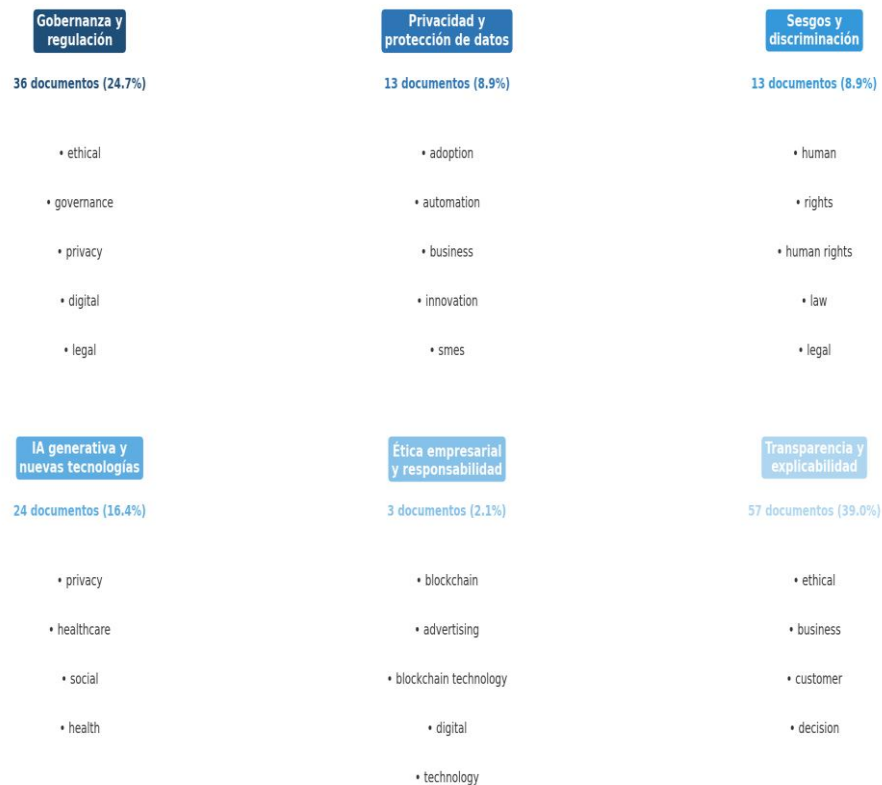 Gobernanza y
regulación
36 documentos (24.7%)
• ethical
• governance
• privacy
• digital
• legal
Privacidad y
protección de datos
13 documentos (8.9%)
• adoption
• automation
• business
• innovation
• smes
Sesgos y
discriminación
13 documentos (8.9%)
• human
• rights
• human rights
• law
• legal
IA generativa y
nuevas tecnologías
24 documentos (16.4%)
• privacy
• healthcare
• social
• health
Ética empresarial
y responsabilidad
3 documentos (2.1%)
• blockchain
• advertising
• blockchain technology
• digital
• technology
Transparencia y
explicabilidad
57 documentos (39.0%)
• ethical
• business
• customer
• decision